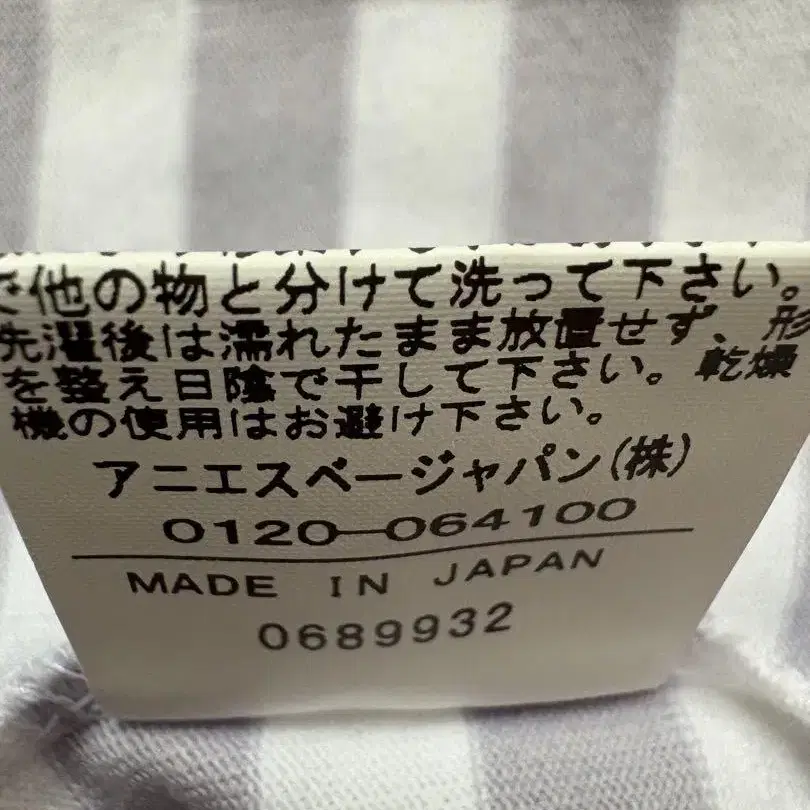 で他の物と分けて洗って下さい。
洗濯後は濡れたまま放置せず、形
を整え日陰で干して下さい。乾燥
機の使用はお避け下さい。
アニエスベージャパン(株)
0120-064100
MADE IN JAPAN
0689932